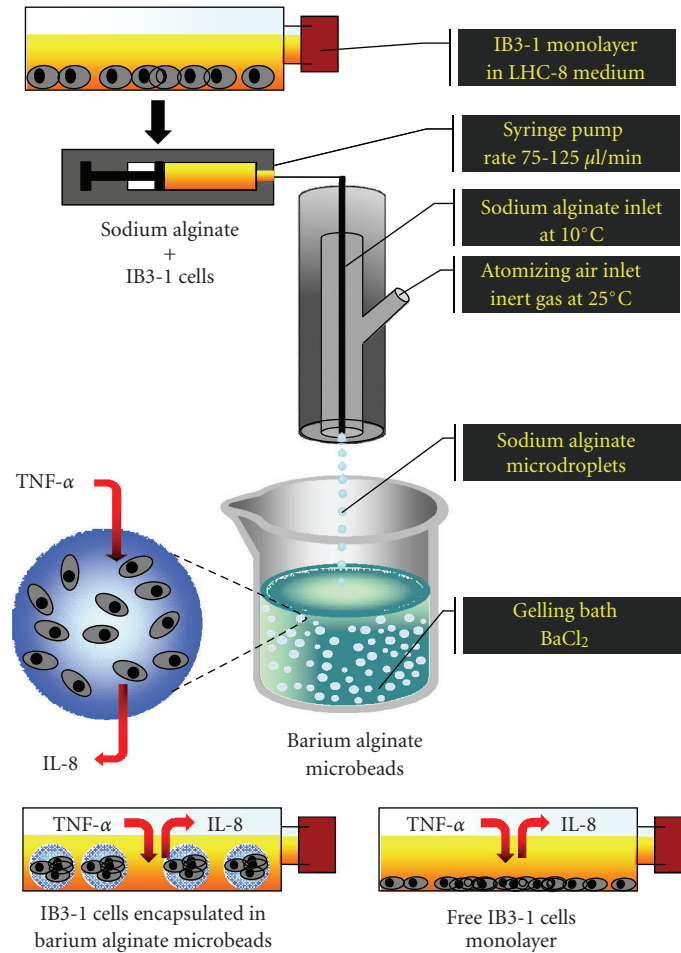 IB3-1 monolayer
in LHC-8 medium
Syringe pump
rate 75-125 µl/min
Sodium alginate
+
IB3-1 cells
Sodium alginate inlet
at 10°C
Atomizing air inlet
inert gas at 25°C
Sodium alginate
microdroplets
TNF-α
Gelling bath
BaCl₂
IL-8
Barium alginate
microbeads
TNF-α IL-8
IB3-1 cells encapsulated in
barium alginate microbeads
TNF-α IL-8
Free IB3-1 cells
monolayer